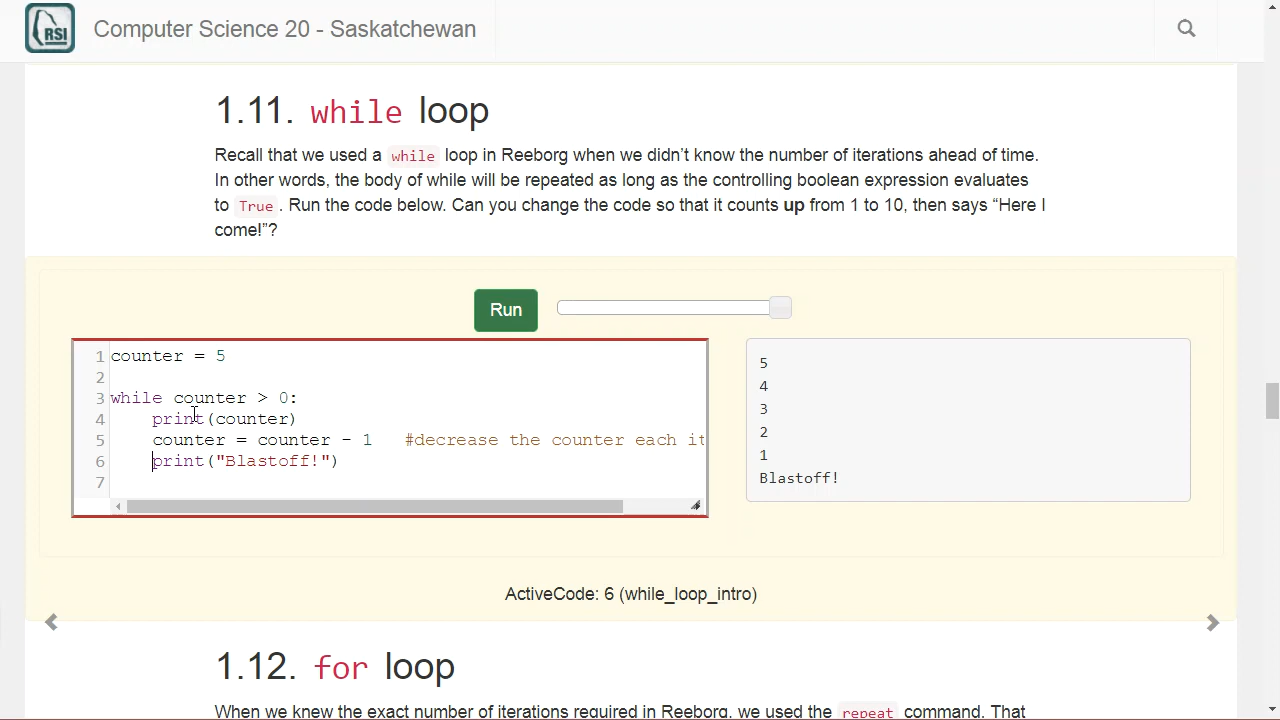 RSI Computer Science 20 - Saskatchewan
1.11. while loop
Recall that we used a while loop in Reeborg when we didn’t know the number of iterations ahead of time.
In other words, the body of while will be repeated as long as the controlling boolean expression evaluates
to True . Run the code below. Can you change the code so that it counts up from 1 to 10, then says “Here I
come!”?
Run
1 counter = 5
2
3 while counter > 0:
4     print(counter)
5     counter = counter - 1   #decrease the counter each it
6     print("Blastoff!")
7
5
4
3
2
1
Blastoff!
ActiveCode: 6 (while_loop_intro)
1.12. for loop
When we knew the exact number of iterations required in Reeborg, we used the repeat command. That